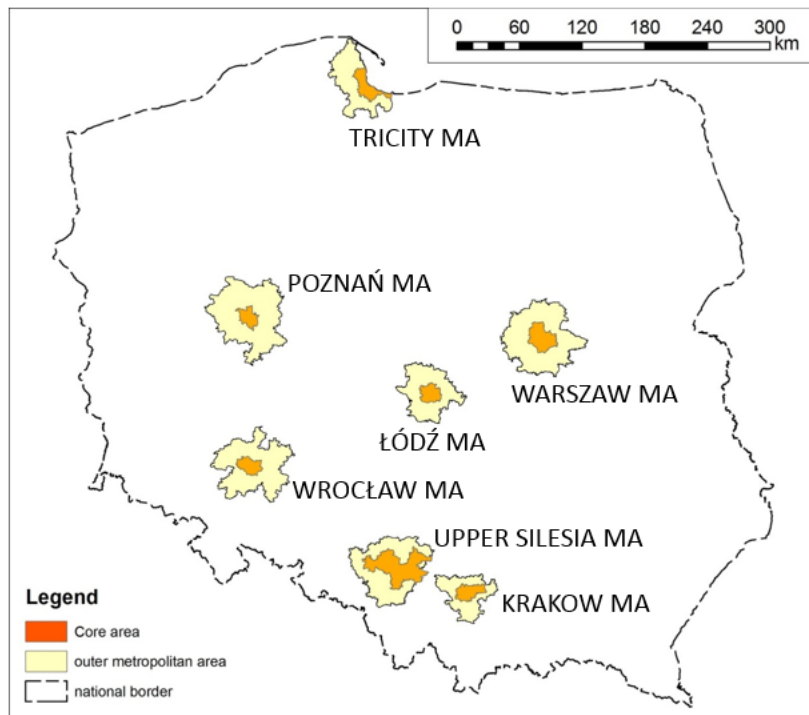 0 60 120 180 240 300
km
TRICITY MA
POZNAŃ MA
WARSZAW MA
ŁÓDŹ MA
WROCŁAW MA
UPPER SILESIA MA
KRAKOW MA
Legend
Core area
outer metropolitan area
national border